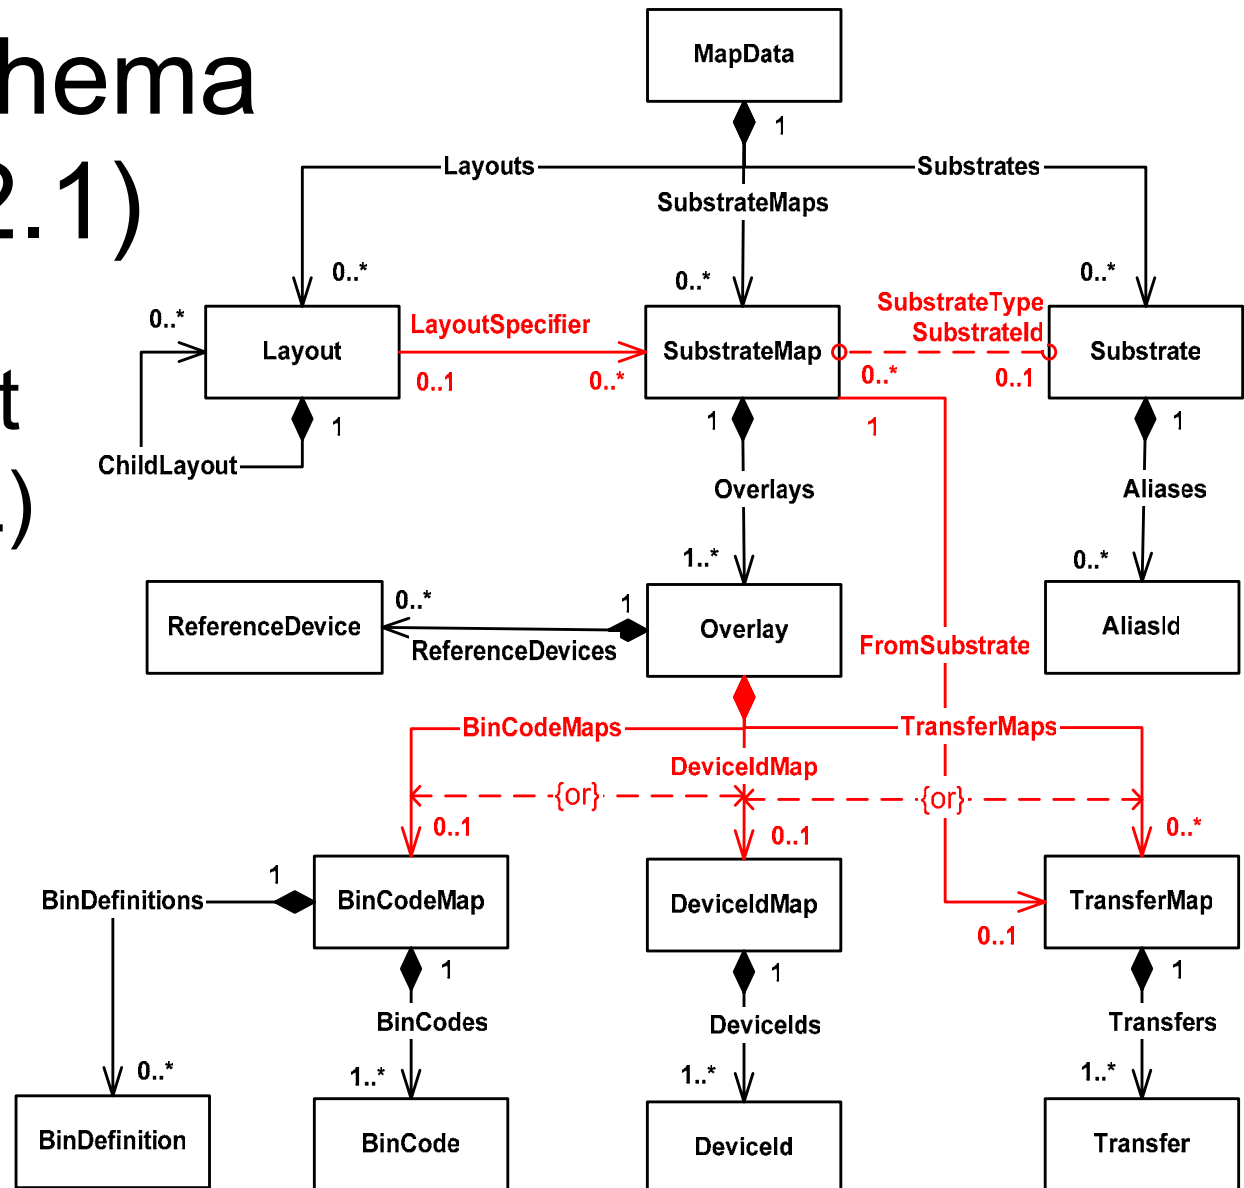 hema
2.1)
t
.)
MapData
1
Layouts
Substrates
SubstrateMaps
0..*
0..*
0..*
0..*
Layout
LayoutSpecifier
0..1
0..*
SubstrateMap
SubstrateType
SubstrateId
0..*
0..1
Substrate
1
ChildLayout
1
1
1
Overlays
Aliases
1..*
0..*
ReferenceDevice
0..*
1
ReferenceDevices
Overlay
AliasId
FromSubstrate
BinCodeMaps
TransferMaps
DeviceIdMap
{or}
{or}
0..1
0..1
0..*
BinDefinitions
1
BinCodeMap
DeviceIdMap
TransferMap
0..1
1
1
1
BinCodes
DeviceIds
Transfers
0..*
1..*
1..*
1..*
BinDefinition
BinCode
DeviceId
Transfer